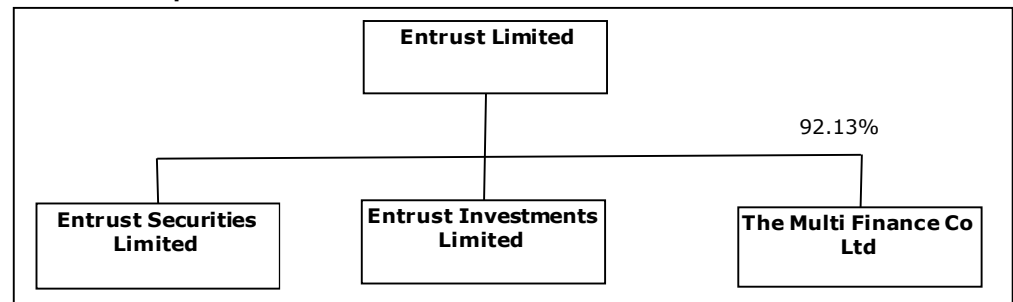 Entrust Limited
92.13%
Entrust Securities
Limited
Entrust Investments
Limited
The Multi Finance Co
Ltd